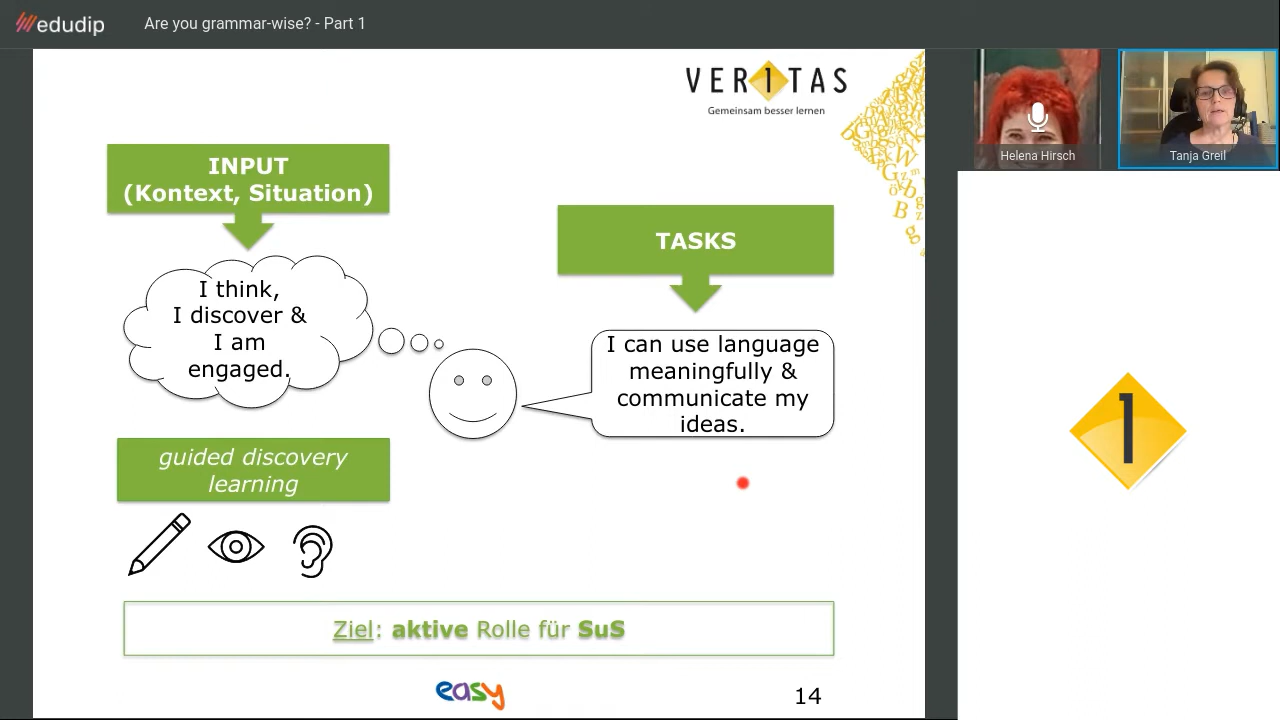 edudip
Are you grammar-wise? - Part 1
VER1TAS
Gemeinsam besser lernen
Helena Hirsch
Tanja Greil
INPUT
(Kontext, Situation)
TASKS
I think,
I discover &
I am
engaged.
I can use language
meaningfully &
communicate my
ideas.
guided discovery
learning
1
Ziel: aktive Rolle für SuS
easy
14